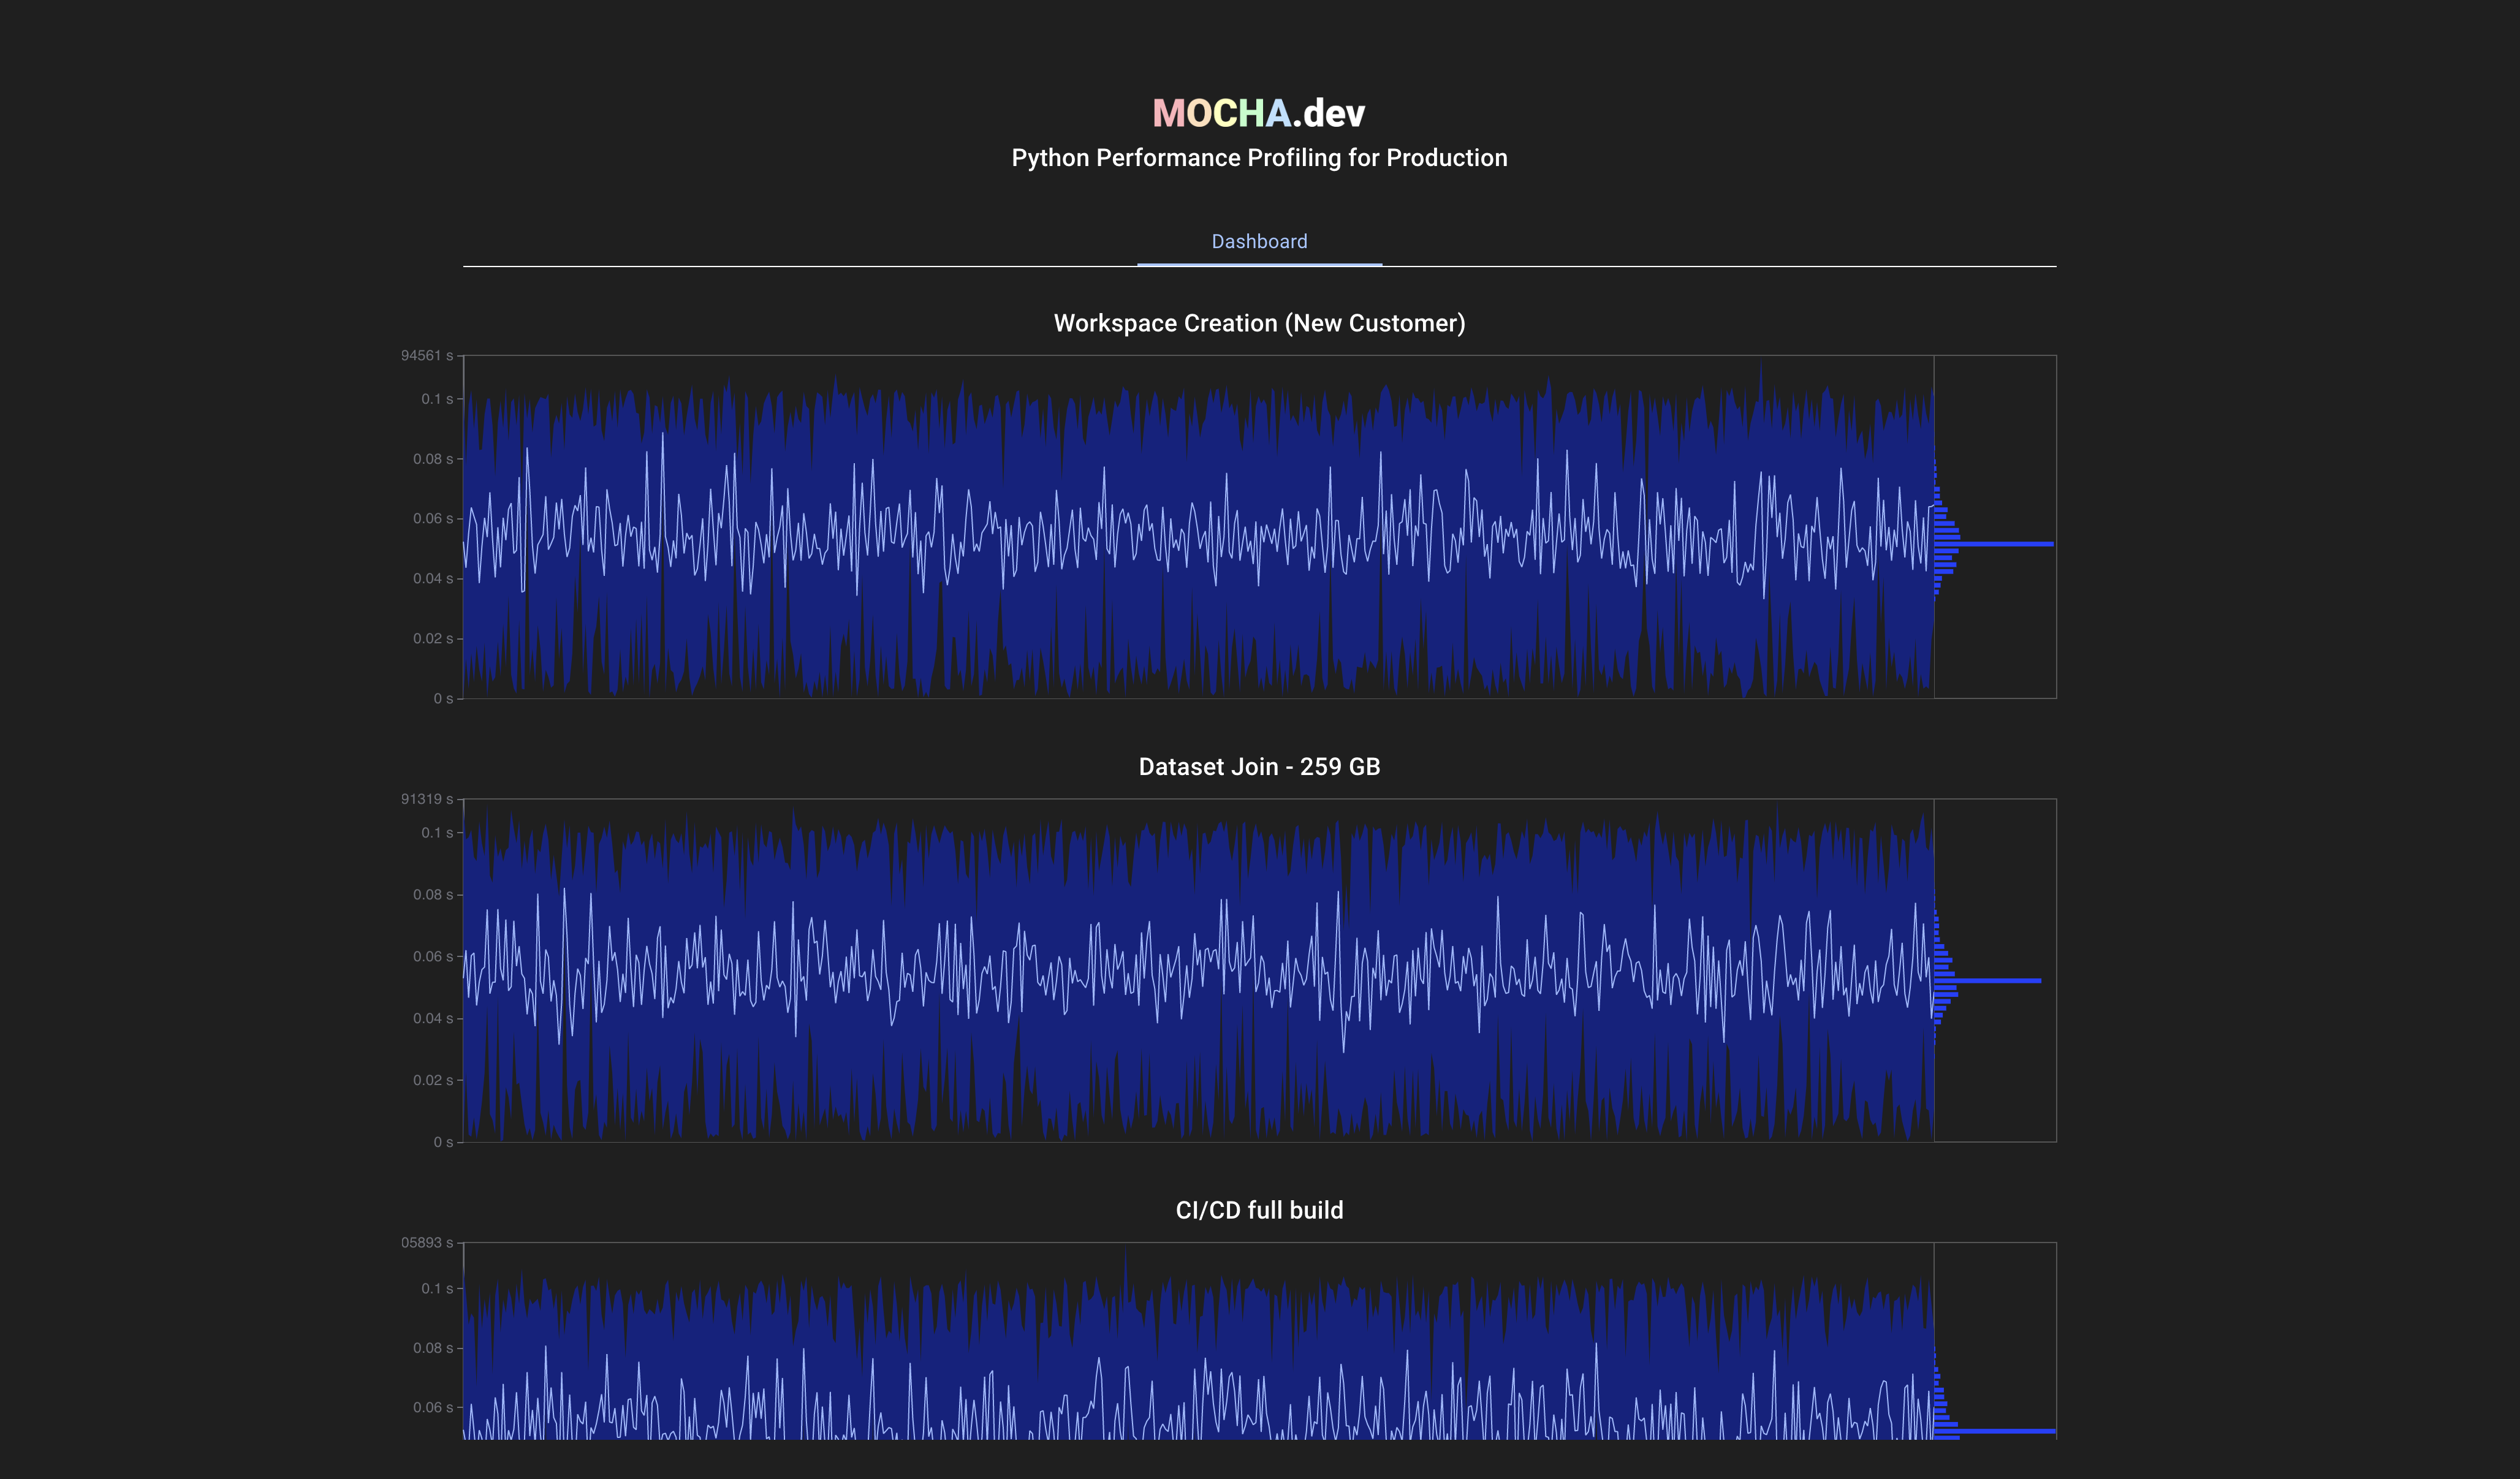 MOCHA.dev
Python Performance Profiling for Production
Dashboard
Workspace Creation (New Customer)
94561 s
0.1 s
0.08 s
0.06 s
0.04 s
0.02 s
0 s
Dataset Join - 259 GB
91319 s
0.1 s
0.08 s
0.06 s
0.04 s
0.02 s
0 s
CI/CD full build
05893 s
0.1 s
0.08 s
0.06 s